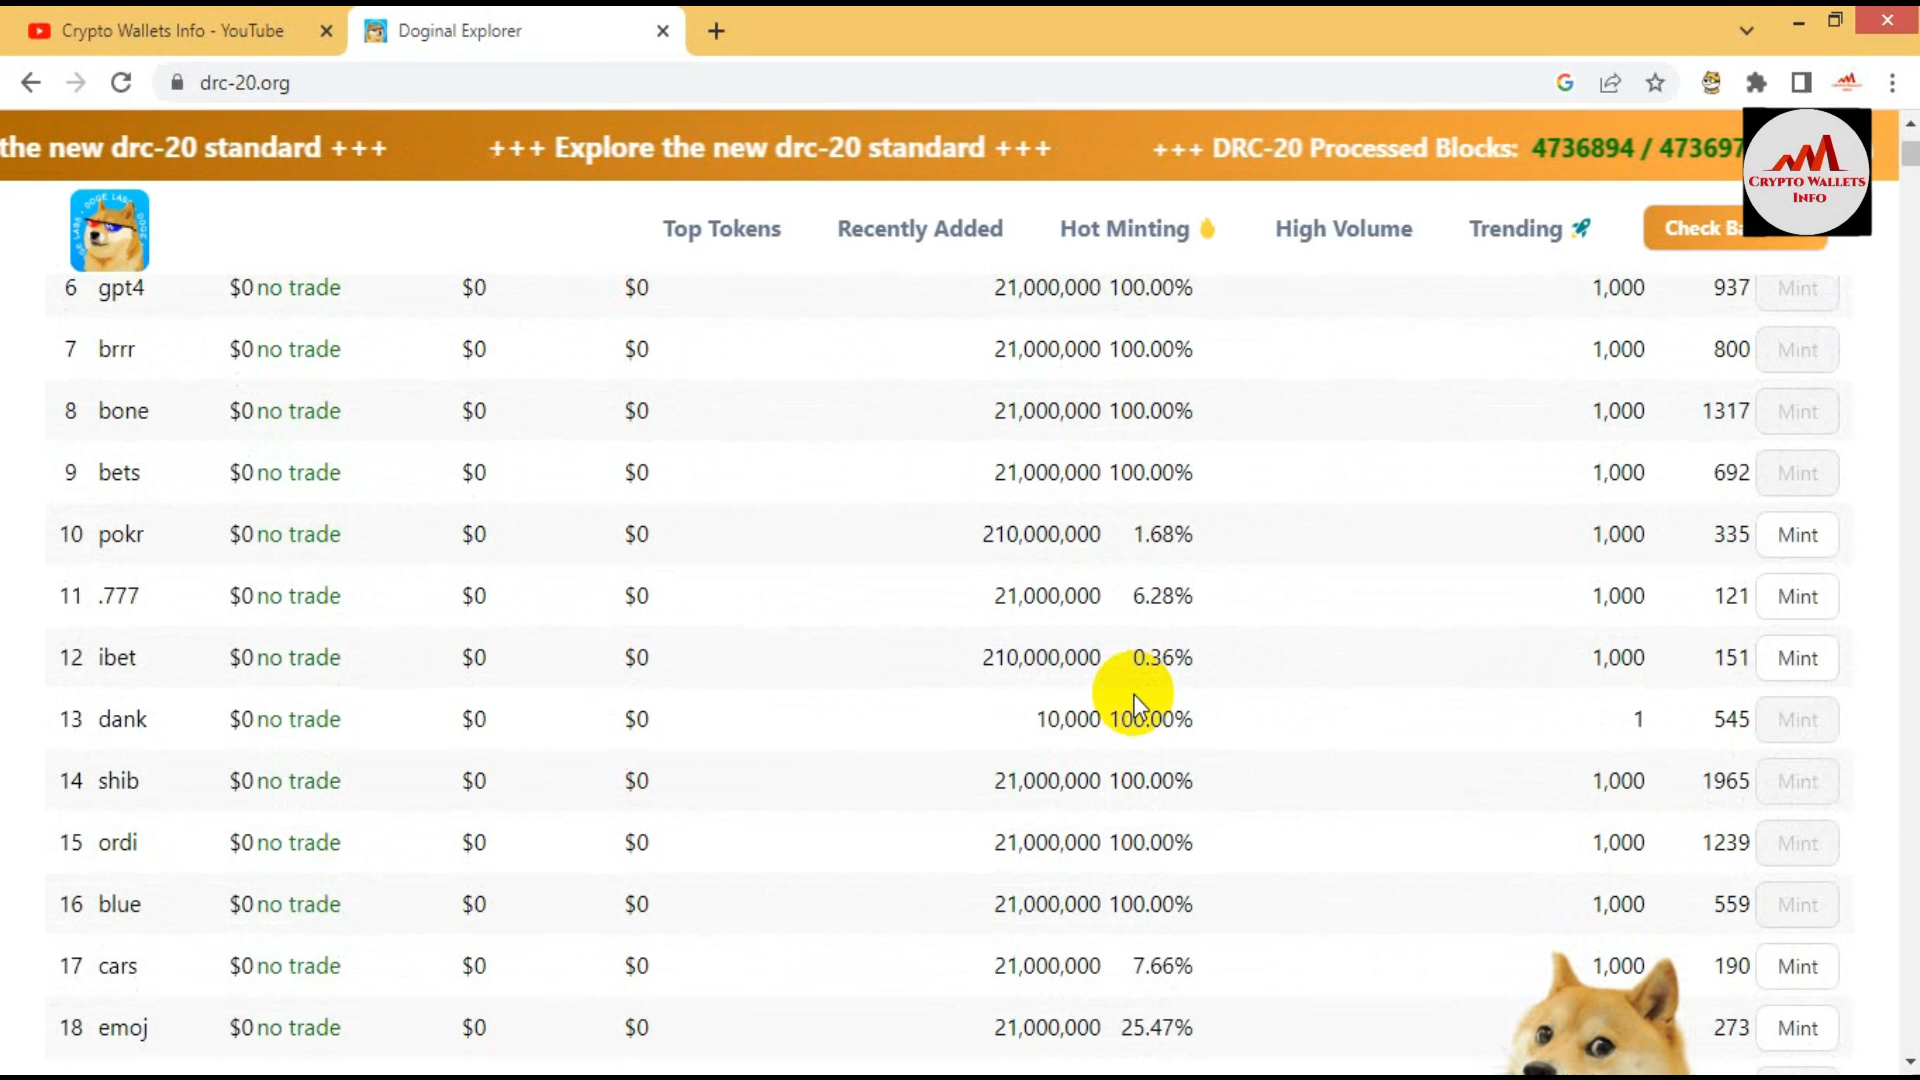 Crypto Wallets Info - YouTube
Doginal Explorer
drc-20.org
the new drc-20 standard +++ +++ Explore the new drc-20 standard +++ +++ DRC-20 Processed Blocks: 4736894 / 473697
CRYPTO WALLETS
INFO
Top Tokens Recently Added Hot Minting High Volume Trending Check Ba
6 gpt4 $0 no trade $0 $0 21,000,000 100.00% 1,000 937 Mint
7 brrr $0 no trade $0 $0 21,000,000 100.00% 1,000 800 Mint
8 bone $0 no trade $0 $0 21,000,000 100.00% 1,000 1317 Mint
9 bets $0 no trade $0 $0 21,000,000 100.00% 1,000 692 Mint
10 pokr $0 no trade $0 $0 210,000,000 1.68% 1,000 335 Mint
11 .777 $0 no trade $0 $0 21,000,000 6.28% 1,000 121 Mint
12 ibet $0 no trade $0 $0 210,000,000 0.36% 1,000 151 Mint
13 dank $0 no trade $0 $0 10,000 100.00% 1 545 Mint
14 shib $0 no trade $0 $0 21,000,000 100.00% 1,000 1965 Mint
15 ordi $0 no trade $0 $0 21,000,000 100.00% 1,000 1239 Mint
16 blue $0 no trade $0 $0 21,000,000 100.00% 1,000 559 Mint
17 cars $0 no trade $0 $0 21,000,000 7.66% 1,000 190 Mint
18 emoj $0 no trade $0 $0 21,000,000 25.47% 273 Mint